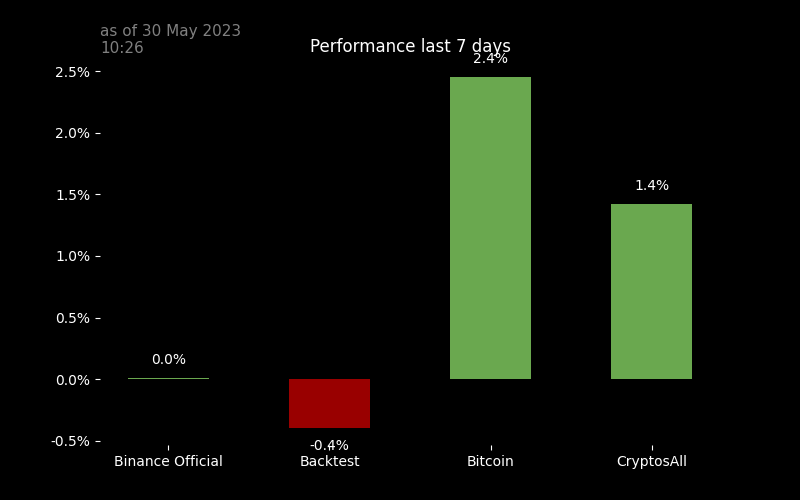 as of 30 May 2023
10:26
Performance last 7 days
2.4%
2.5%
2.0%
1.4%
1.5%
1.0%
0.5%
0.0%
0.0%
-0.4%
-0.5%
Binance Official
Backtest
Bitcoin
CryptosAll